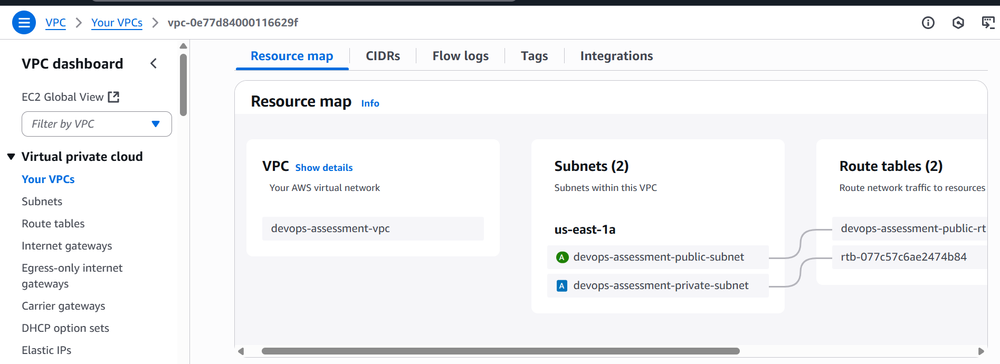 VPC > Your VPCs > vpc-0e77d84000116629f
VPC dashboard
EC2 Global View
Filter by VPC
Virtual private cloud
Your VPCs
Subnets
Route tables
Internet gateways
Egress-only internet
gateways
Carrier gateways
DHCP option sets
Elastic IPs
Resource map
CIDRs
Flow logs
Tags
Integrations
Resource map Info
VPC Show details
Your AWS virtual network
devops-assessment-vpc
Subnets (2)
Subnets within this VPC
us-east-1a
A devops-assessment-public-subnet
A devops-assessment-private-subnet
Route tables (2)
Route network traffic to resources
devops-assessment-public-rt
rtb-077c57c6ae2474b84